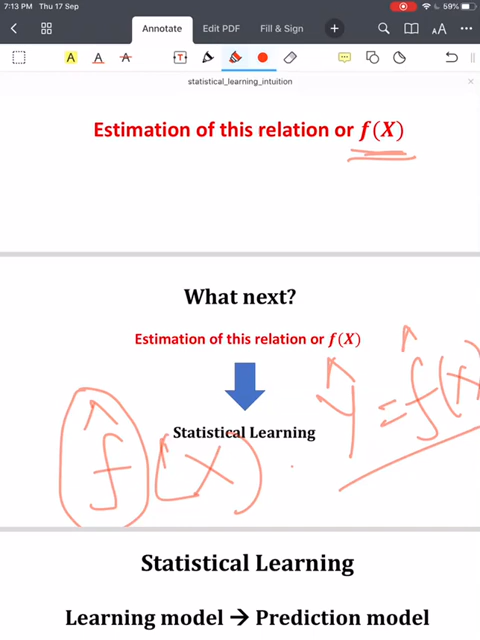 7:13 PM Thu 17 Sep 59%
Annotate Edit PDF Fill & Sign
A A A T AA
statistical_learning_intuition
Estimation of this relation or f(X)
What next?
Estimation of this relation or f(X)
ŷ = f̂(x)
Statistical Learning
f̂(X)
Statistical Learning
Learning model → Prediction model